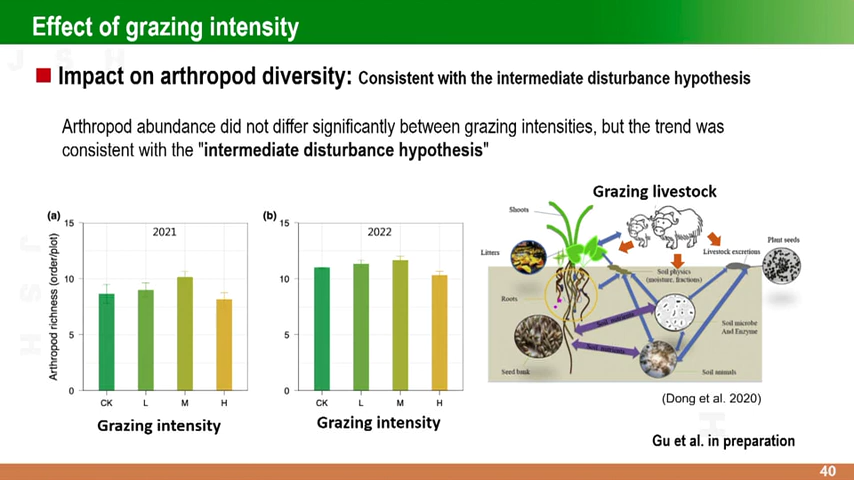 Effect of grazing intensity
Impact on arthropod diversity: Consistent with the intermediate disturbance hypothesis
Arthropod abundance did not differ significantly between grazing intensities, but the trend was
consistent with the "intermediate disturbance hypothesis"
(a)
15
10
5
0
Arthropod richness (order/plot)
2021
CK L M H
Grazing intensity
(b)
15
10
5
0
2022
CK L M H
Grazing intensity
Grazing livestock
Shoots
Litters
Livestock excretions
Plant seeds
Soil physics
(moisture, fractions)
Roots
Soil nutrients
Soil nutrients
Soil microbe
And Enzyme
Seed bank
Soil animals
(Dong et al. 2020)
Gu et al. in preparation
40
J S H
J S H
H